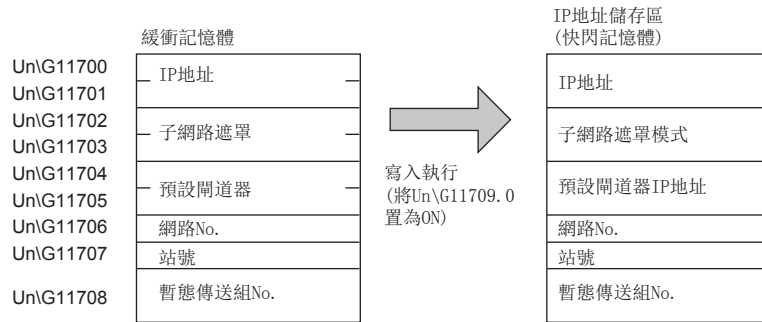 緩衝記憶體
Un\G11700
Un\G11701
IP地址
Un\G11702
Un\G11703
子網路遮罩
Un\G11704
Un\G11705
預設閘道器
Un\G11706
網路No.
Un\G11707
站號
Un\G11708
暫態傳送組No.
寫入執行
(將Un\G11709.0
置為ON)
IP地址儲存區
(快閃記憶體)
IP地址
子網路遮罩模式
預設閘道器IP地址
網路No.
站號
暫態傳送組No.